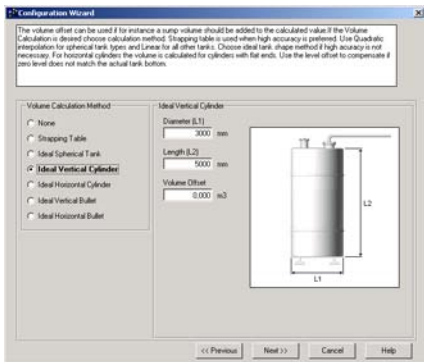 Configuration Wizard
The volume offset can be used if for instance a sump volume should be added to the calculated value.If the Volume
Calculation is desired choose calculation method. Strapping table is used when high accuracy is preferred. Use Quadratic
interpolation for spherical tank types and Linear for all other tanks. Choose ideal tank shape method if high acuracy is not
necessary. For horizontal cylinders the volume is calculated for cylinders with flat ends. Use the level offset to compensate if
zero level does not match the actual tank bottom.
Volume Calculation Method
None
Strapping Table
Ideal Spherical Tank
Ideal Vertical Cylinder
Ideal Horizontal Cylinder
Ideal Vertical Bullet
Ideal Horizontal Bullet
Ideal Vertical Cylinder
Diameter (L1)
3000 mm
Length (L2)
5000 mm
Volume Offset
0,000 m3
L2
L1
<< Previous
Next >>
Cancel
Help